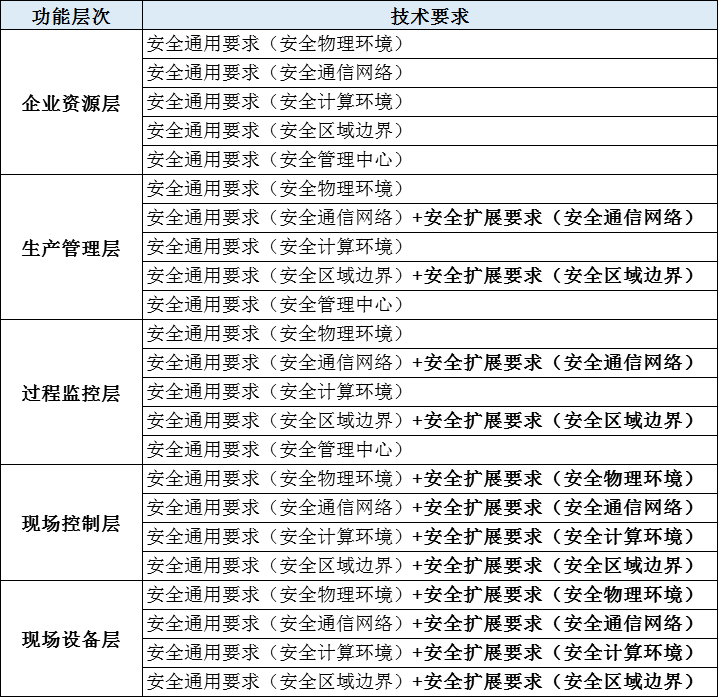 功能层次 技术要求
企业资源层
安全通用要求（安全物理环境）
安全通用要求（安全通信网络）
安全通用要求（安全计算环境）
安全通用要求（安全区域边界）
安全通用要求（安全管理中心）
生产管理层
安全通用要求（安全物理环境）
安全通用要求（安全通信网络）+安全扩展要求（安全通信网络）
安全通用要求（安全计算环境）
安全通用要求（安全区域边界）+安全扩展要求（安全区域边界）
安全通用要求（安全管理中心）
过程监控层
安全通用要求（安全物理环境）
安全通用要求（安全通信网络）+安全扩展要求（安全通信网络）
安全通用要求（安全计算环境）
安全通用要求（安全区域边界）+安全扩展要求（安全区域边界）
安全通用要求（安全管理中心）
现场控制层
安全通用要求（安全物理环境）+安全扩展要求（安全物理环境）
安全通用要求（安全通信网络）+安全扩展要求（安全通信网络）
安全通用要求（安全计算环境）+安全扩展要求（安全计算环境）
安全通用要求（安全区域边界）+安全扩展要求（安全区域边界）
现场设备层
安全通用要求（安全物理环境）+安全扩展要求（安全物理环境）
安全通用要求（安全通信网络）+安全扩展要求（安全通信网络）
安全通用要求（安全计算环境）+安全扩展要求（安全计算环境）
安全通用要求（安全区域边界）+安全扩展要求（安全区域边界）